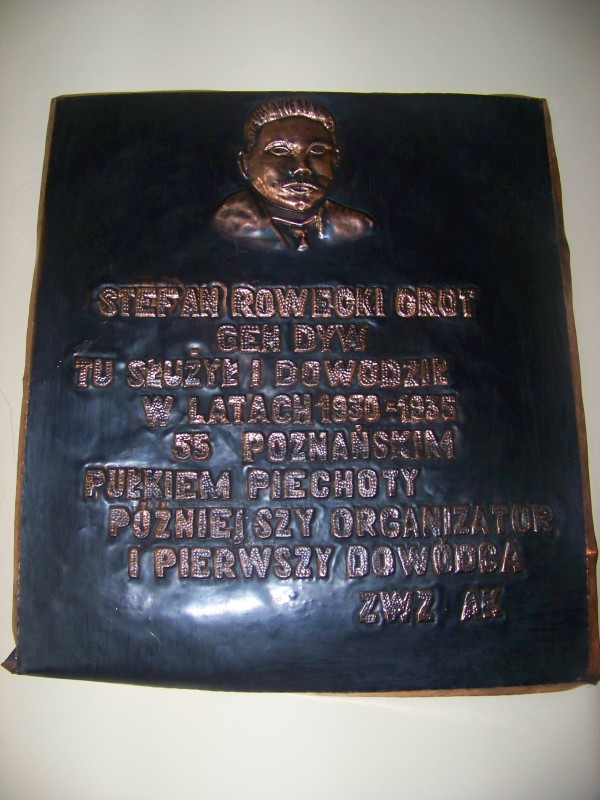 STEFAN ROWECKI GROT
GEN DYW
TU SŁUŻYŁ I DOWODZIŁ
W LATACH 1930-1935
55 POZNAŃSKIM
PUŁKIEM PIECHOTY
PÓŹNIEJSZY ORGANIZATOR
I PIERWSZY DOWÓDCA
ZWZ AK